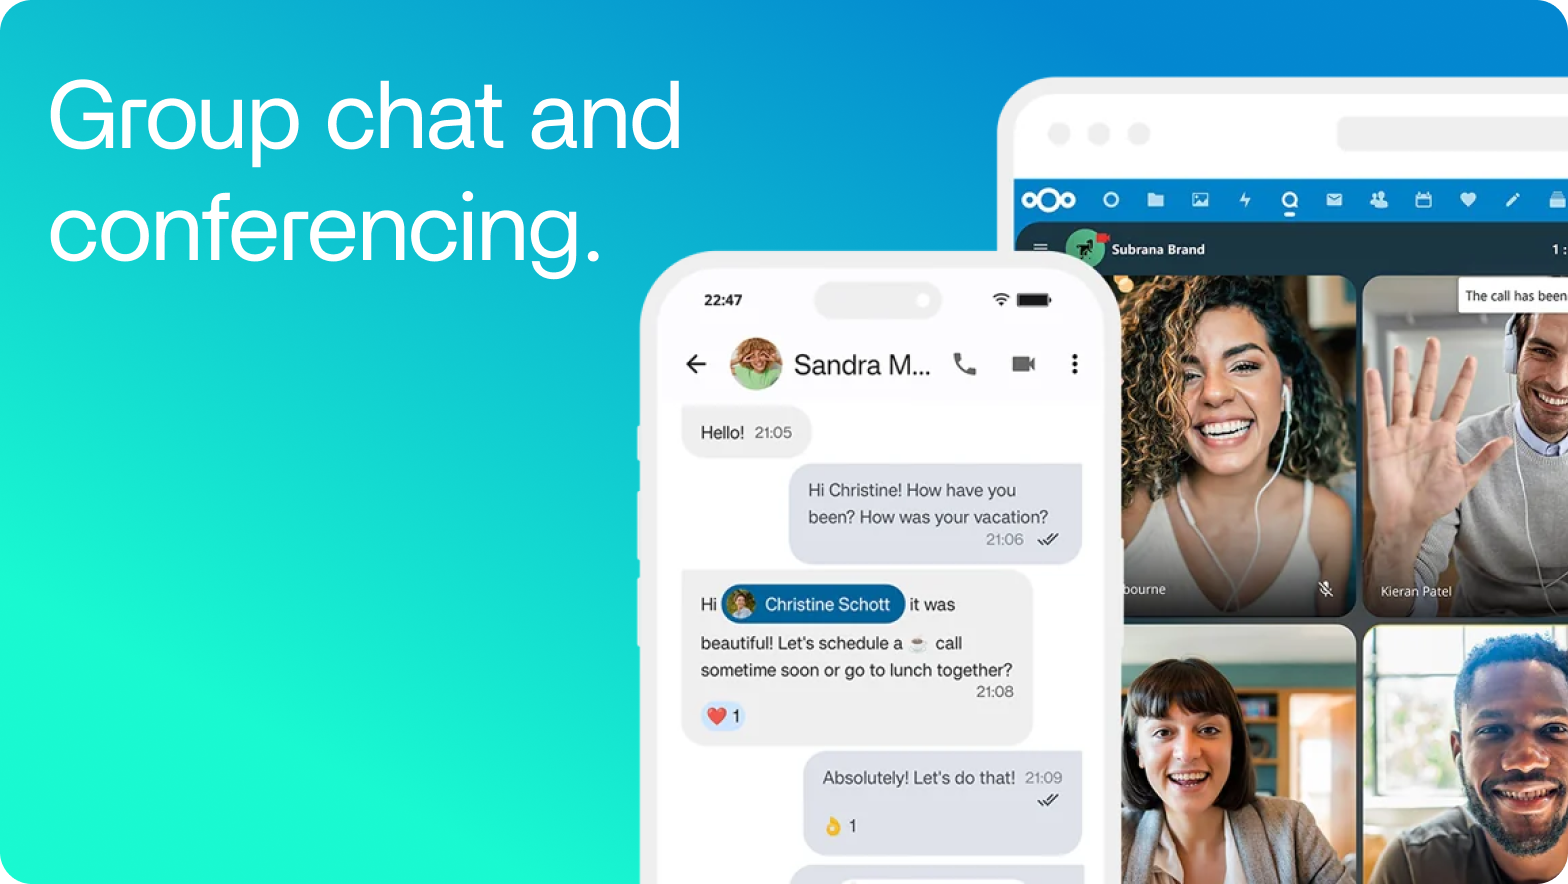 Group chat and
conferencing.
22:47
Sandra M...
Hello! 21:05
Hi Christine! How have you
been? How was your vacation?
21:06
Hi Christine Schott it was
beautiful! Let's schedule a ☕ call
sometime soon or go to lunch together?
21:08
❤️ 1
Absolutely! Let's do that! 21:09
👌 1
Subrana Brand
1 :
The call has been
bourne
Kieran Patel